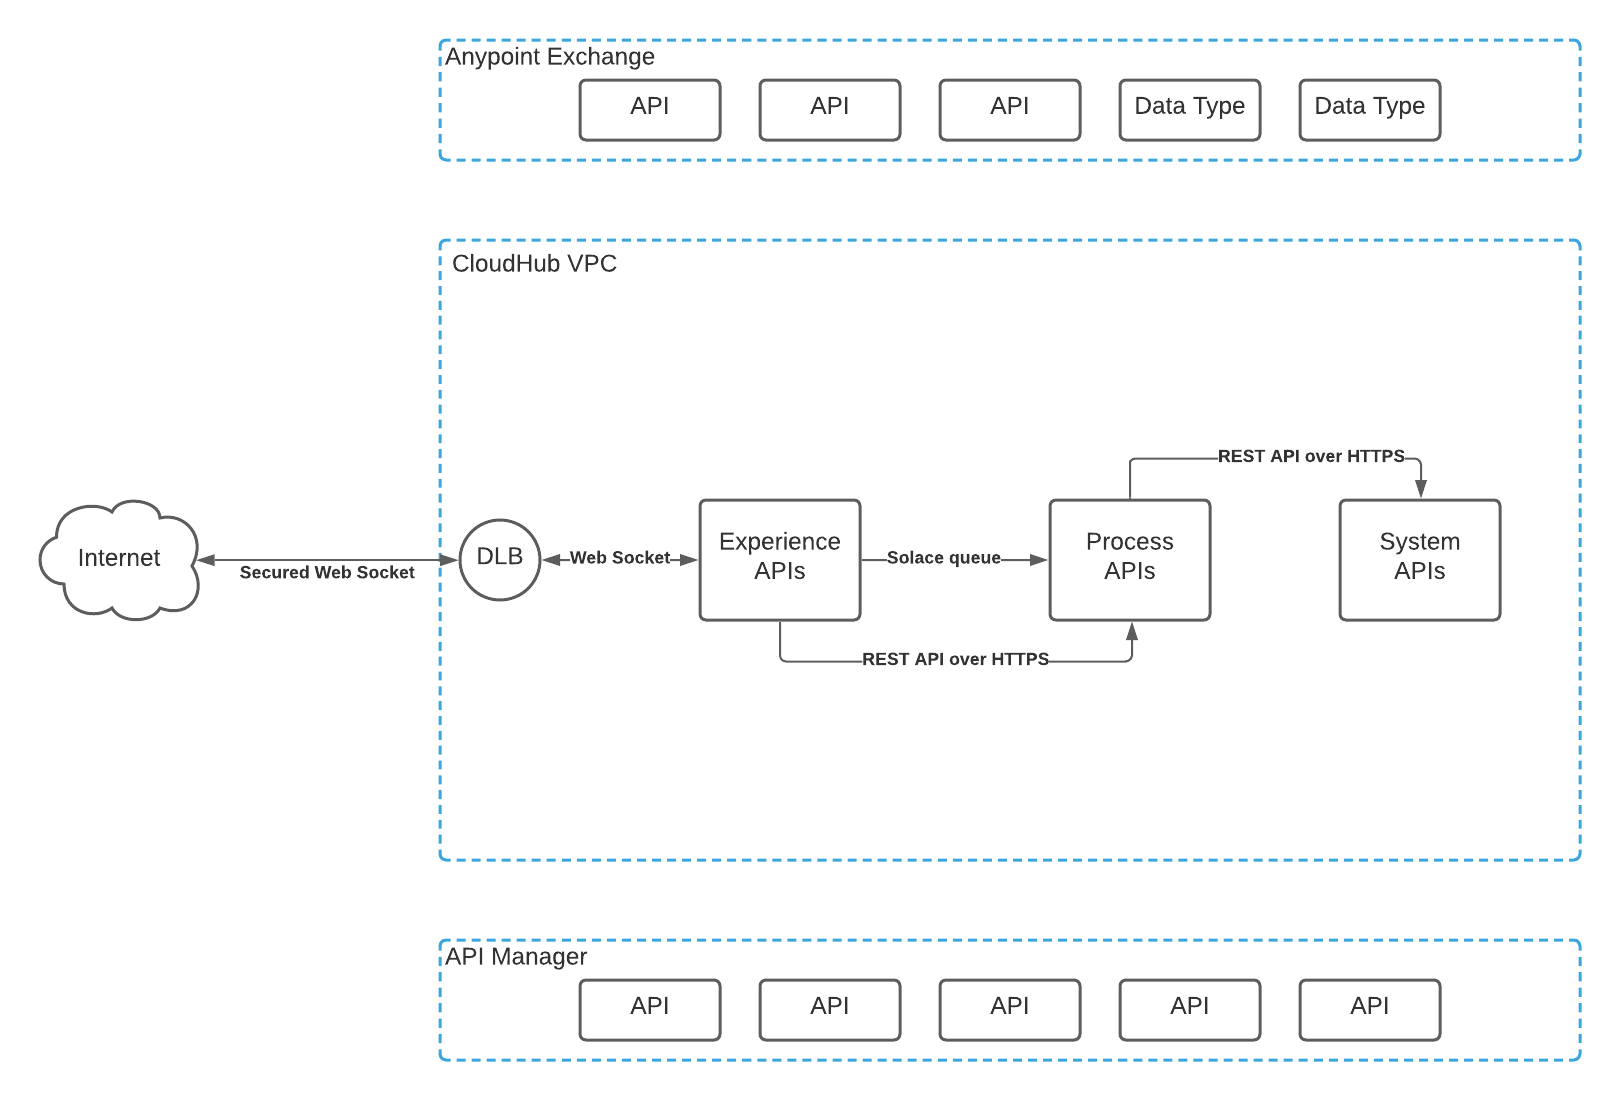 Anypoint Exchange
API
API
API
Data Type
Data Type
CloudHub VPC
REST API over HTTPS
Internet
Secured Web Socket
DLB
Web Socket
Experience
APIs
Solace queue
Process
APIs
System
APIs
REST API over HTTPS
API Manager
API
API
API
API
API